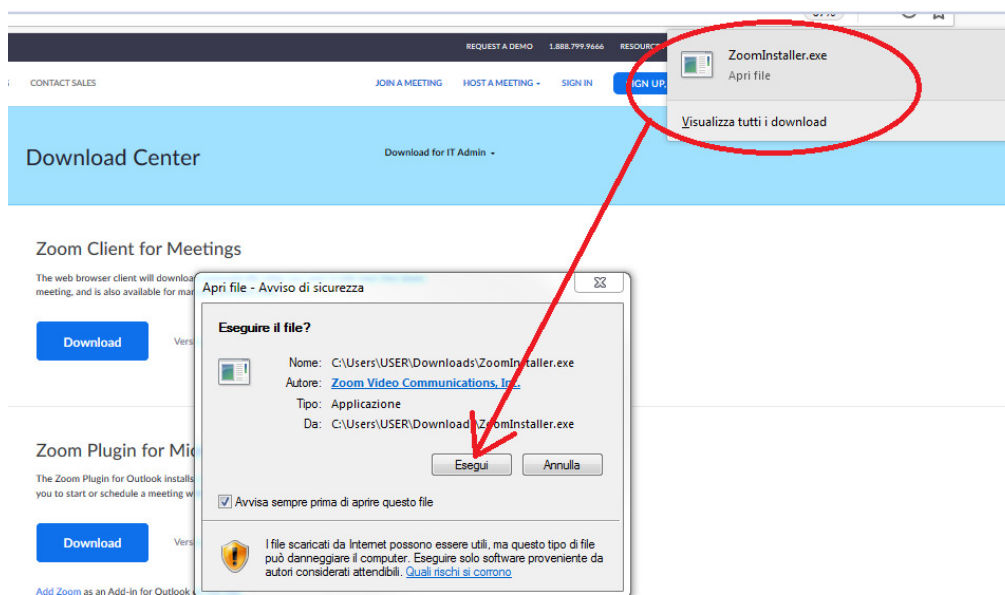 REQUEST A DEMO 1.888.799.9666 RESOURC
CONTACT SALES JOIN A MEETING HOST A MEETING SIGN IN SIGN UP,
ZoomInstaller.exe
Apri file
Visualizza tutti i download
Download Center Download for IT Admin
Zoom Client for Meetings
The web browser client will downloa
meeting, and is also available for mar
Download Vers
Apri file - Avviso di sicurezza
Eseguire il file?
Nome: C:\Users\USER\Downloads\ZoomInstaller.exe
Autore: Zoom Video Communications, Inc.
Tipo: Applicazione
Da: C:\Users\USER\Downloads\ZoomInstaller.exe
Esegui Annulla
Avvisa sempre prima di aprire questo file
I file scaricati da Internet possono essere utili, ma questo tipo di file
può danneggiare il computer. Eseguire solo software proveniente da
autori considerati attendibili. Quali rischi si corrono
Zoom Plugin for Mic
The Zoom Plugin for Outlook installs
you to start or schedule a meeting w
Download Vers
Add Zoom as an Add-in for Outlook